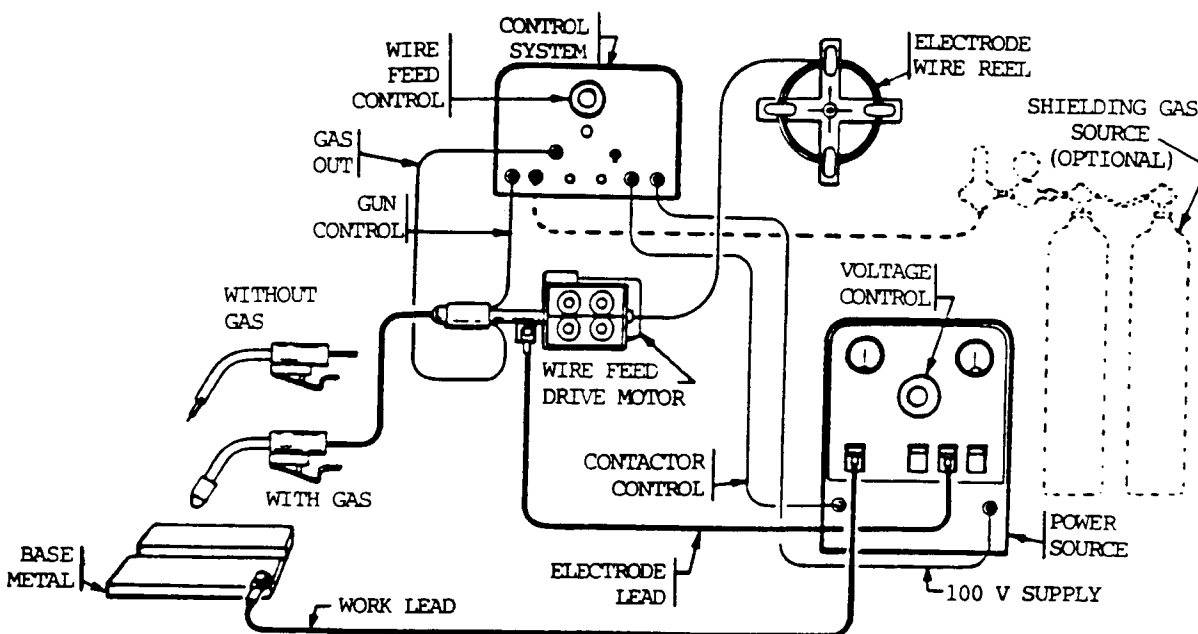 CONTROL
SYSTEM
WIRE
FEED
CONTROL
ELECTRODE
WIRE REEL
SHIELDING GAS
SOURCE
(OPTIONAL)
GAS
OUT
GUN
CONTROL
VOLTAGE
CONTROL
WITHOUT
GAS
WIRE FEED
DRIVE MOTOR
CONTACTOR
CONTROL
WITH GAS
POWER
SOURCE
BASE
METAL
ELECTRODE
LEAD
100 V SUPPLY
WORK LEAD